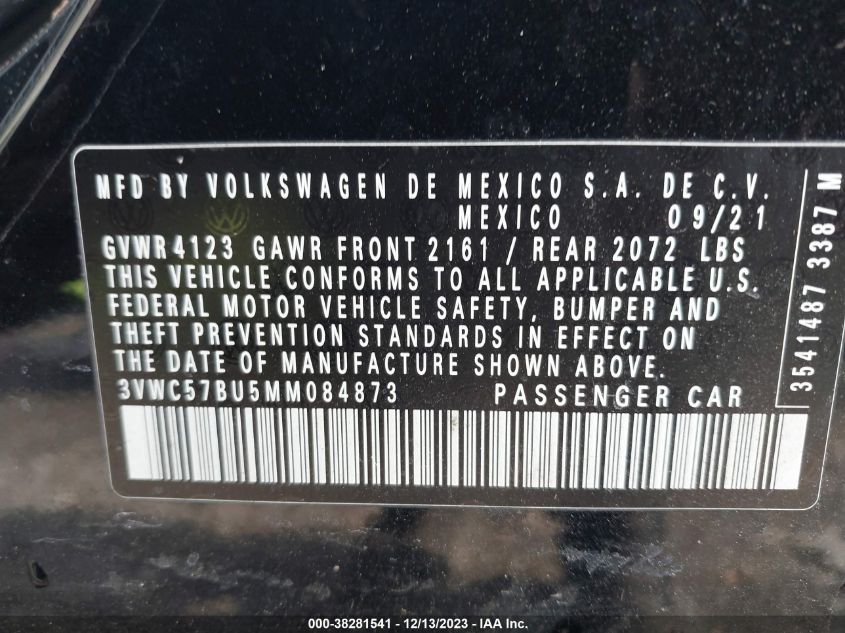 MFD BY VOLKSWAGEN DE MEXICO S.A. DE C.V.
MEXICO 09/21
GVWR 4123 GAWR FRONT 2161 / REAR 2072 LBS
THIS VEHICLE CONFORMS TO ALL APPLICABLE U.S.
FEDERAL MOTOR VEHICLE SAFETY, BUMPER AND
THEFT PREVENTION STANDARDS IN EFFECT ON
THE DATE OF MANUFACTURE SHOWN ABOVE.
3VWC57BU5MM084873 PASSENGER CAR
3541487 3387 M
000-38281541 - 12/13/2023 - IAA Inc.